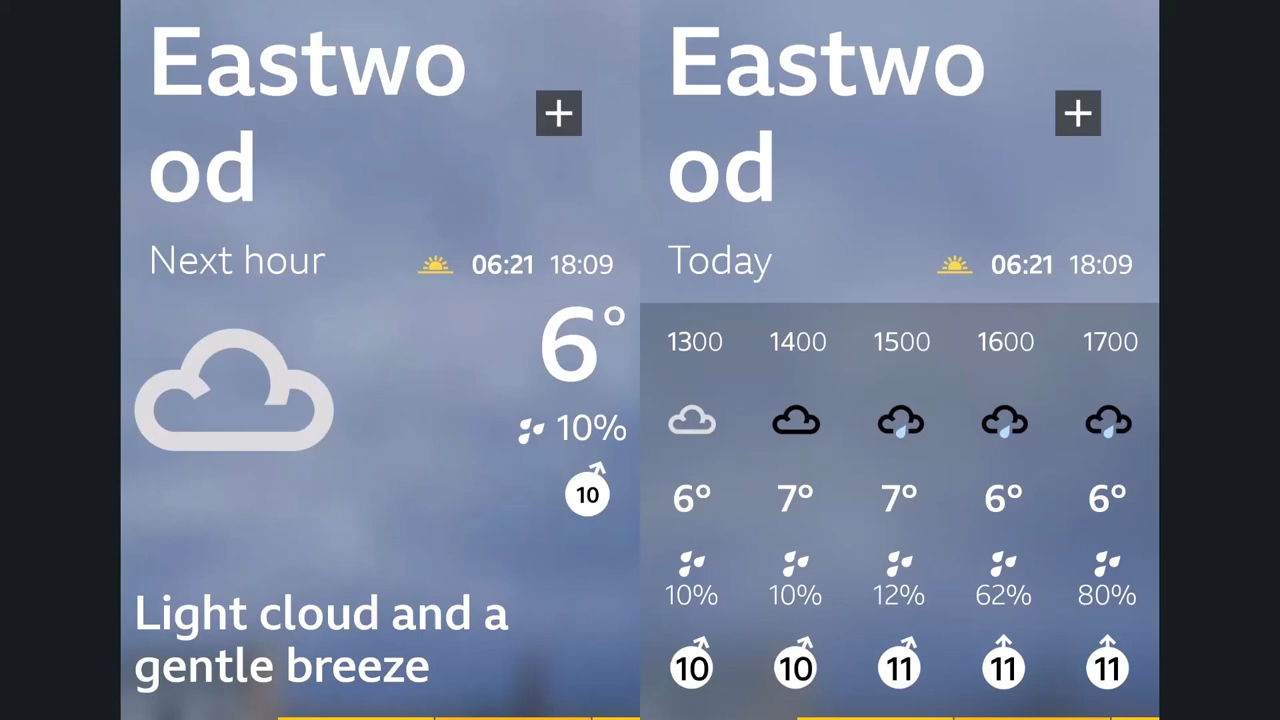 Eastwo
od
+
Next hour
06:21 18:09
6°
10%
10
Light cloud and a
gentle breeze
Eastwo
od
+
Today
06:21 18:09
1300 1400 1500 1600 1700
6° 7° 7° 6° 6°
10% 10% 12% 62% 80%
10 10 11 11 11